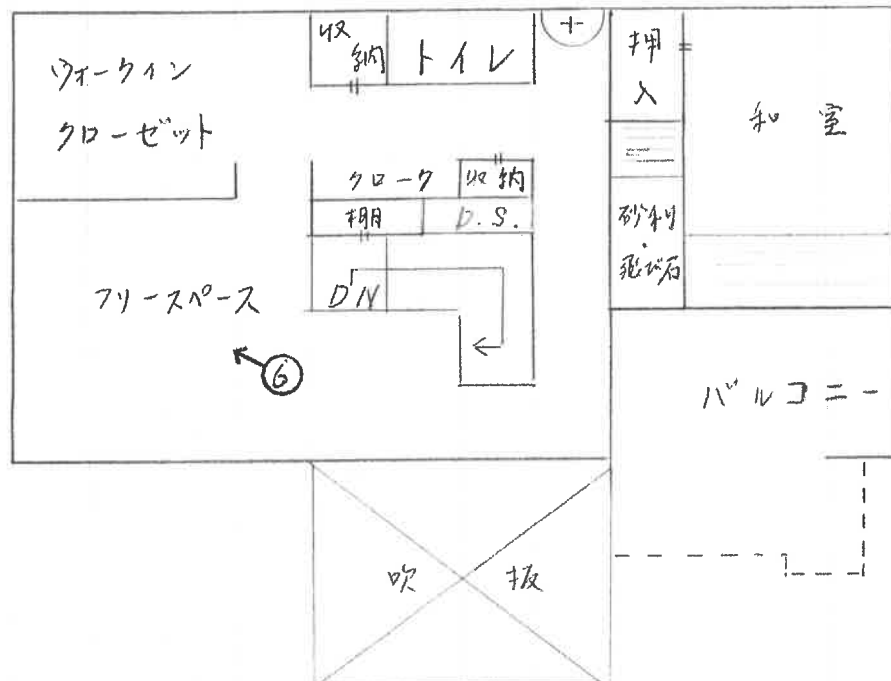 収
納
トイレ
押
入
和室
ウォークイン
クローゼット
クローク
収納
棚
D.S.
砂利
・
飛び石
フリースペース
DN
⑥
バルコニー
吹抜